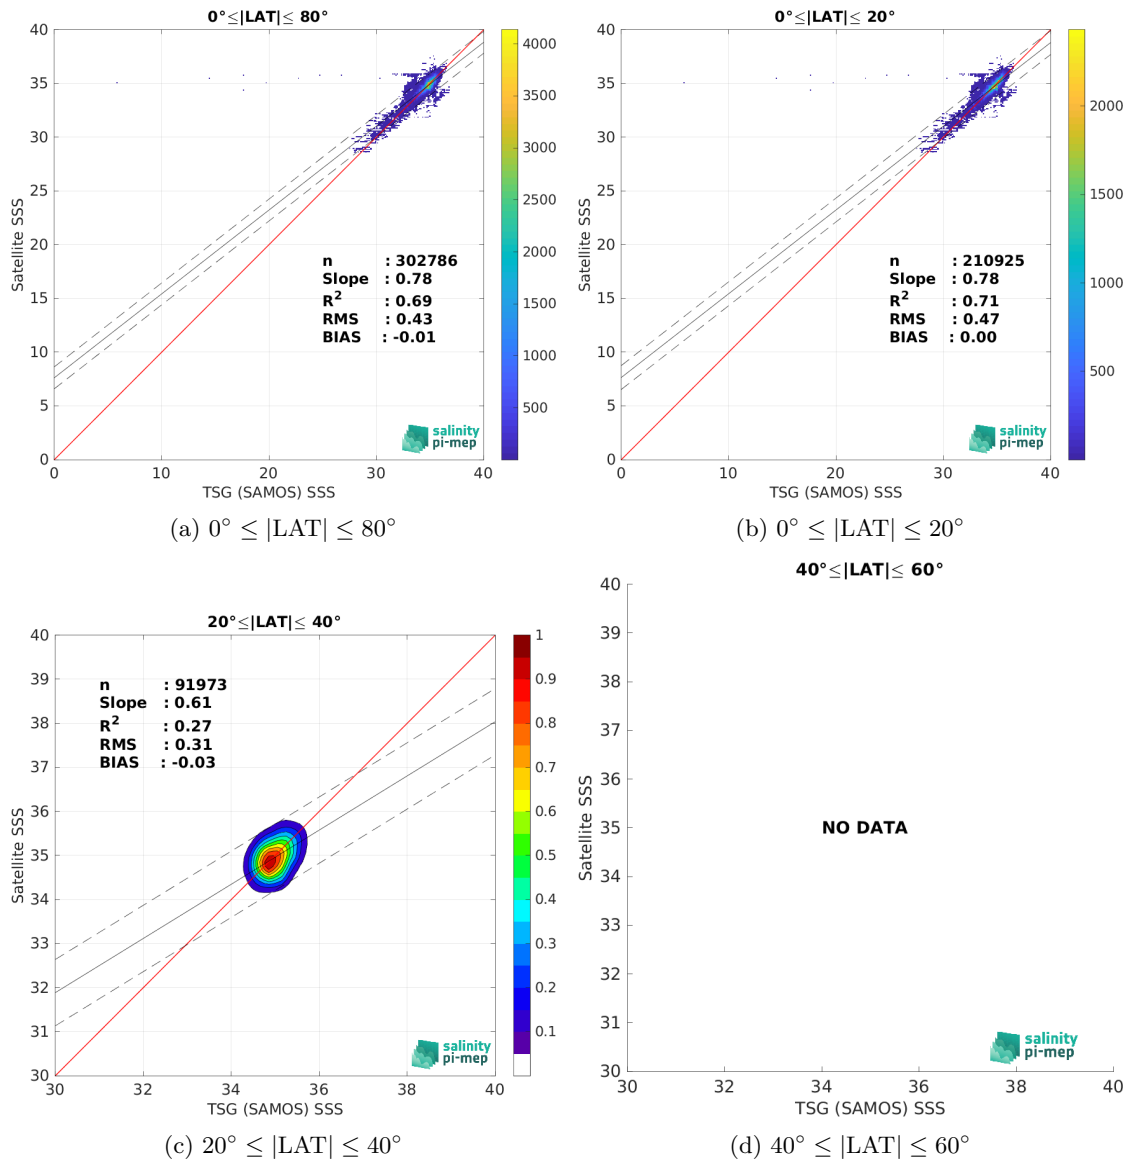 0°≤|LAT|≤ 80°
Satellite SSS
40
35
30
25
20
15
10
5
0
n : 302786
Slope : 0.78
R² : 0.69
RMS : 0.43
BIAS : -0.01
salinity
pi-mep
0 10 20 30 40
TSG (SAMOS) SSS
4000
3500
3000
2500
2000
1500
1000
500
(a) 0° ≤ |LAT| ≤ 80°
0°≤|LAT|≤ 20°
Satellite SSS
40
35
30
25
20
15
10
5
0
n : 210925
Slope : 0.78
R² : 0.71
RMS : 0.47
BIAS : 0.00
salinity
pi-mep
0 10 20 30 40
TSG (SAMOS) SSS
2000
1500
1000
500
(b) 0° ≤ |LAT| ≤ 20°
20°≤|LAT|≤ 40°
Satellite SSS
40
39
38
37
36
35
34
33
32
31
30
n : 91973
Slope : 0.61
R² : 0.27
RMS : 0.31
BIAS : -0.03
salinity
pi-mep
30 32 34 36 38 40
TSG (SAMOS) SSS
1
0.9
0.8
0.7
0.6
0.5
0.4
0.3
0.2
0.1
(c) 20° ≤ |LAT| ≤ 40°
40°≤|LAT|≤ 60°
Satellite SSS
40
39
38
37
36
35
34
33
32
31
30
NO DATA
salinity
pi-mep
30 32 34 36 38 40
TSG (SAMOS) SSS
(d) 40° ≤ |LAT| ≤ 60°